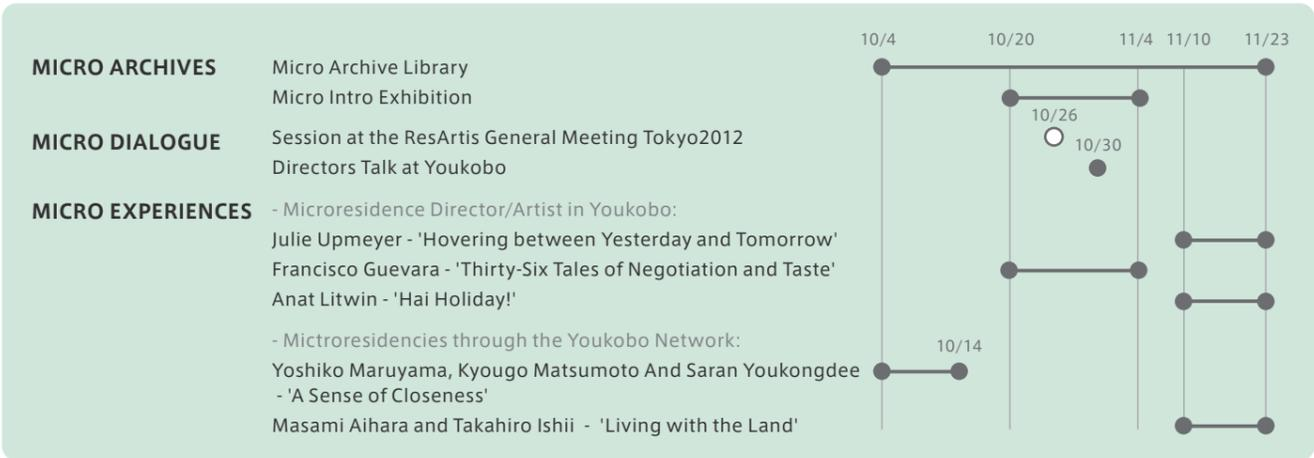 10/4 10/20 11/4 11/10 11/23
MICRO ARCHIVES Micro Archive Library
Micro Intro Exhibition
10/26
MICRO DIALOGUE Session at the ResArtis General Meeting Tokyo2012
10/30
Directors Talk at Youkobo
MICRO EXPERIENCES - Microresidence Director/Artist in Youkobo:
Julie Upmeyer - 'Hovering between Yesterday and Tomorrow'
Francisco Guevara - 'Thirty-Six Tales of Negotiation and Taste'
Anat Litwin - 'Hai Holiday!'
- Mictroresidencies through the Youkobo Network:
10/14
Yoshiko Maruyama, Kyougo Matsumoto And Saran Youkongdee
- 'A Sense of Closeness'
Masami Aihara and Takahiro Ishii - 'Living with the Land'